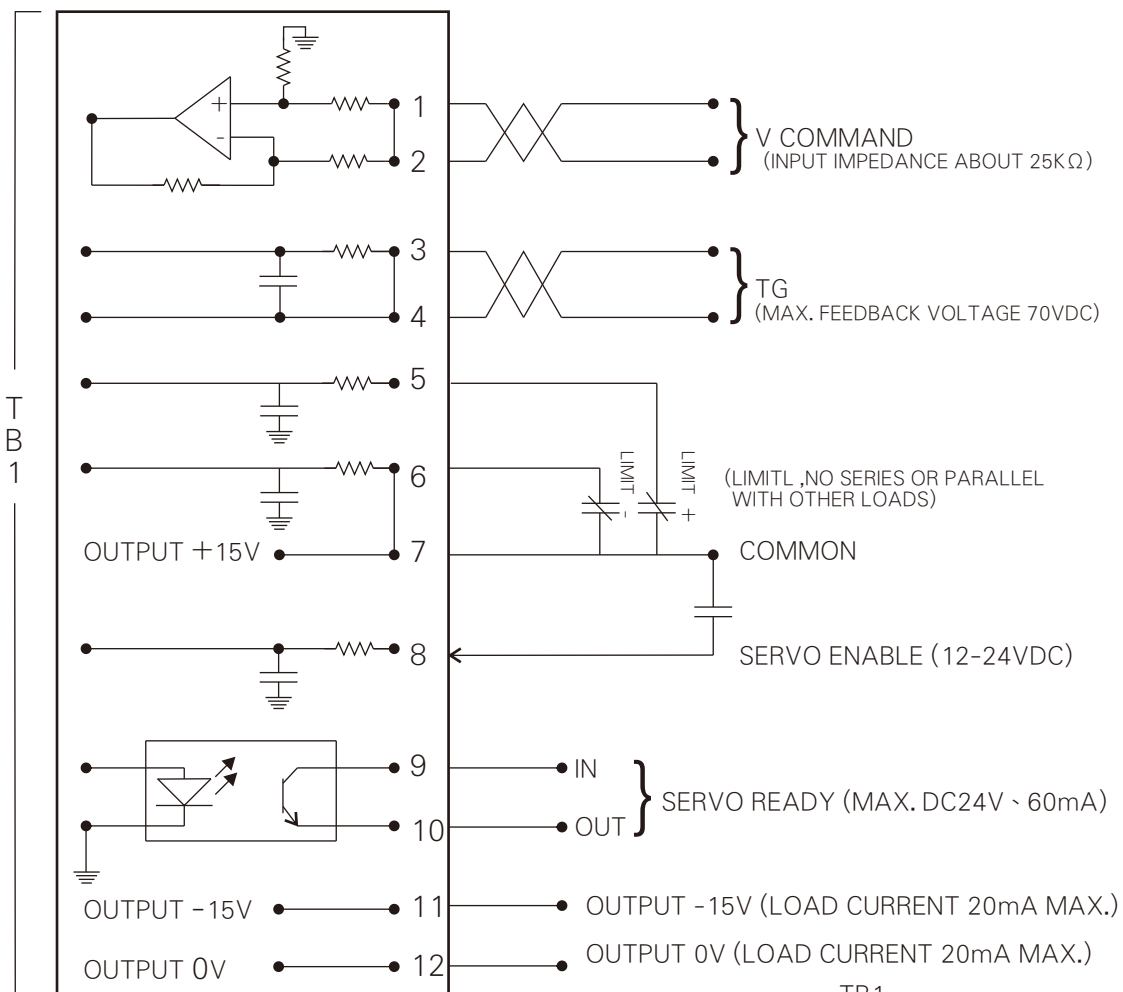 TB1
+
-
1
2
V COMMAND
(INPUT IMPEDANCE ABOUT 25KΩ)
3
4
TG
(MAX. FEEDBACK VOLTAGE 70VDC)
5
6
LIMIT -
LIMIT +
(LIMITL ,NO SERIES OR PARALLEL
WITH OTHER LOADS)
OUTPUT +15V
7
COMMON
8
SERVO ENABLE (12-24VDC)
9
IN
SERVO READY (MAX. DC24V、60mA)
10
OUT
OUTPUT -15V
11
OUTPUT -15V (LOAD CURRENT 20mA MAX.)
OUTPUT 0V
12
OUTPUT 0V (LOAD CURRENT 20mA MAX.)